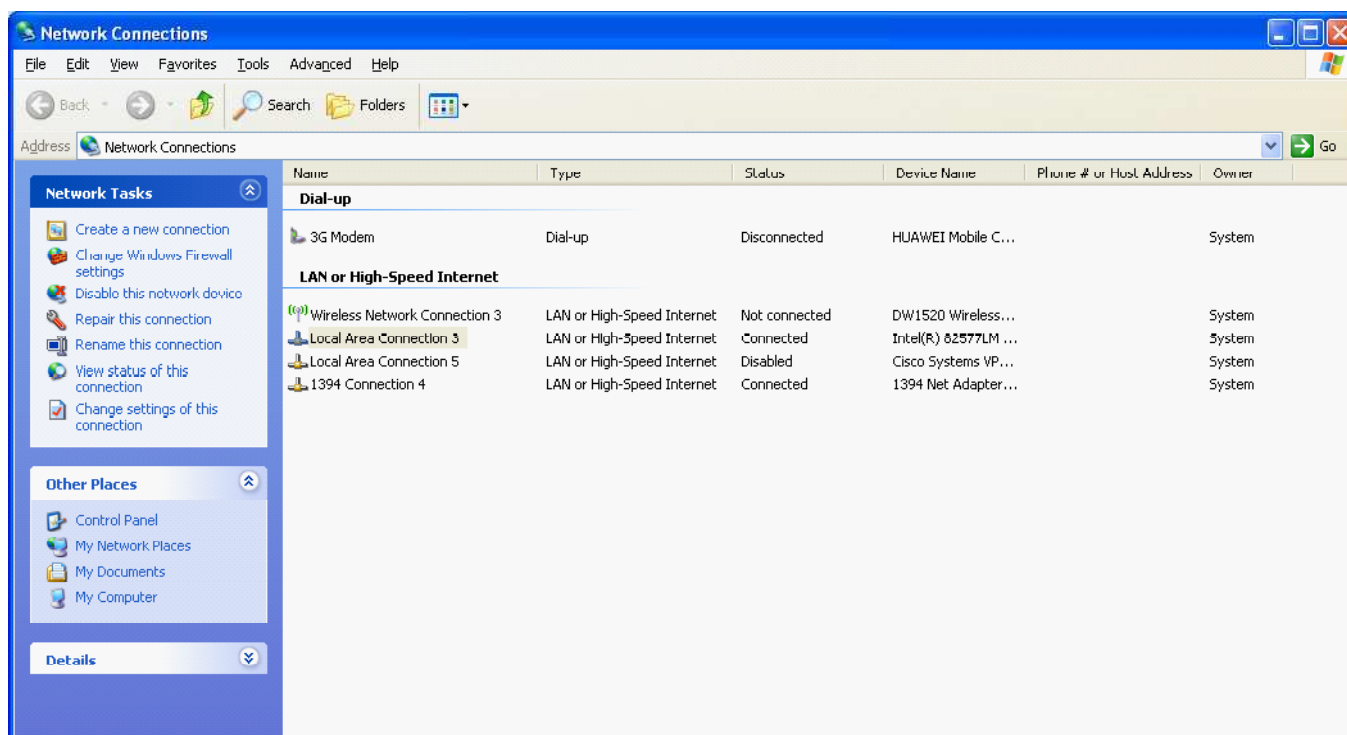 Network Connections
File Edit View Favorites Tools Advanced Help
Back Search Folders
Address Network Connections Go
Network Tasks
Create a new connection
Change Windows Firewall
settings
Disable this network device
Repair this connection
Rename this connection
View status of this
connection
Change settings of this
connection
Other Places
Control Panel
My Network Places
My Documents
My Computer
Details
Name Type Status Device Name Phone # or Host Address Owner
Dial-up
3G Modem Dial-up Disconnected HUAWEI Mobile C... System
LAN or High-Speed Internet
Wireless Network Connection 3 LAN or High-Speed Internet Not connected DW1520 Wireless... System
Local Area Connection 3 LAN or High-Speed Internet Connected Intel(R) 82577LM ... System
Local Area Connection 5 LAN or High-Speed Internet Disabled Cisco Systems VP... System
1394 Connection 4 LAN or High-Speed Internet Connected 1394 Net Adapter... System